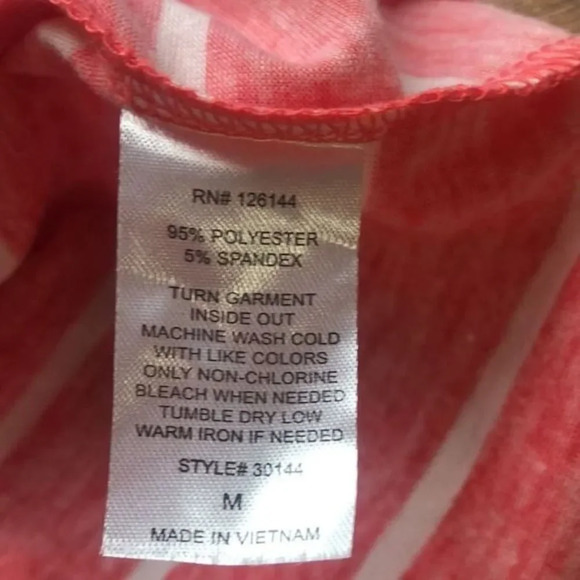 RN# 126144
95% POLYESTER
5% SPANDEX
TURN GARMENT
INSIDE OUT
MACHINE WASH COLD
WITH LIKE COLORS
ONLY NON-CHLORINE
BLEACH WHEN NEEDED
TUMBLE DRY LOW
WARM IRON IF NEEDED
STYLE# 30144
M
MADE IN VIETNAM